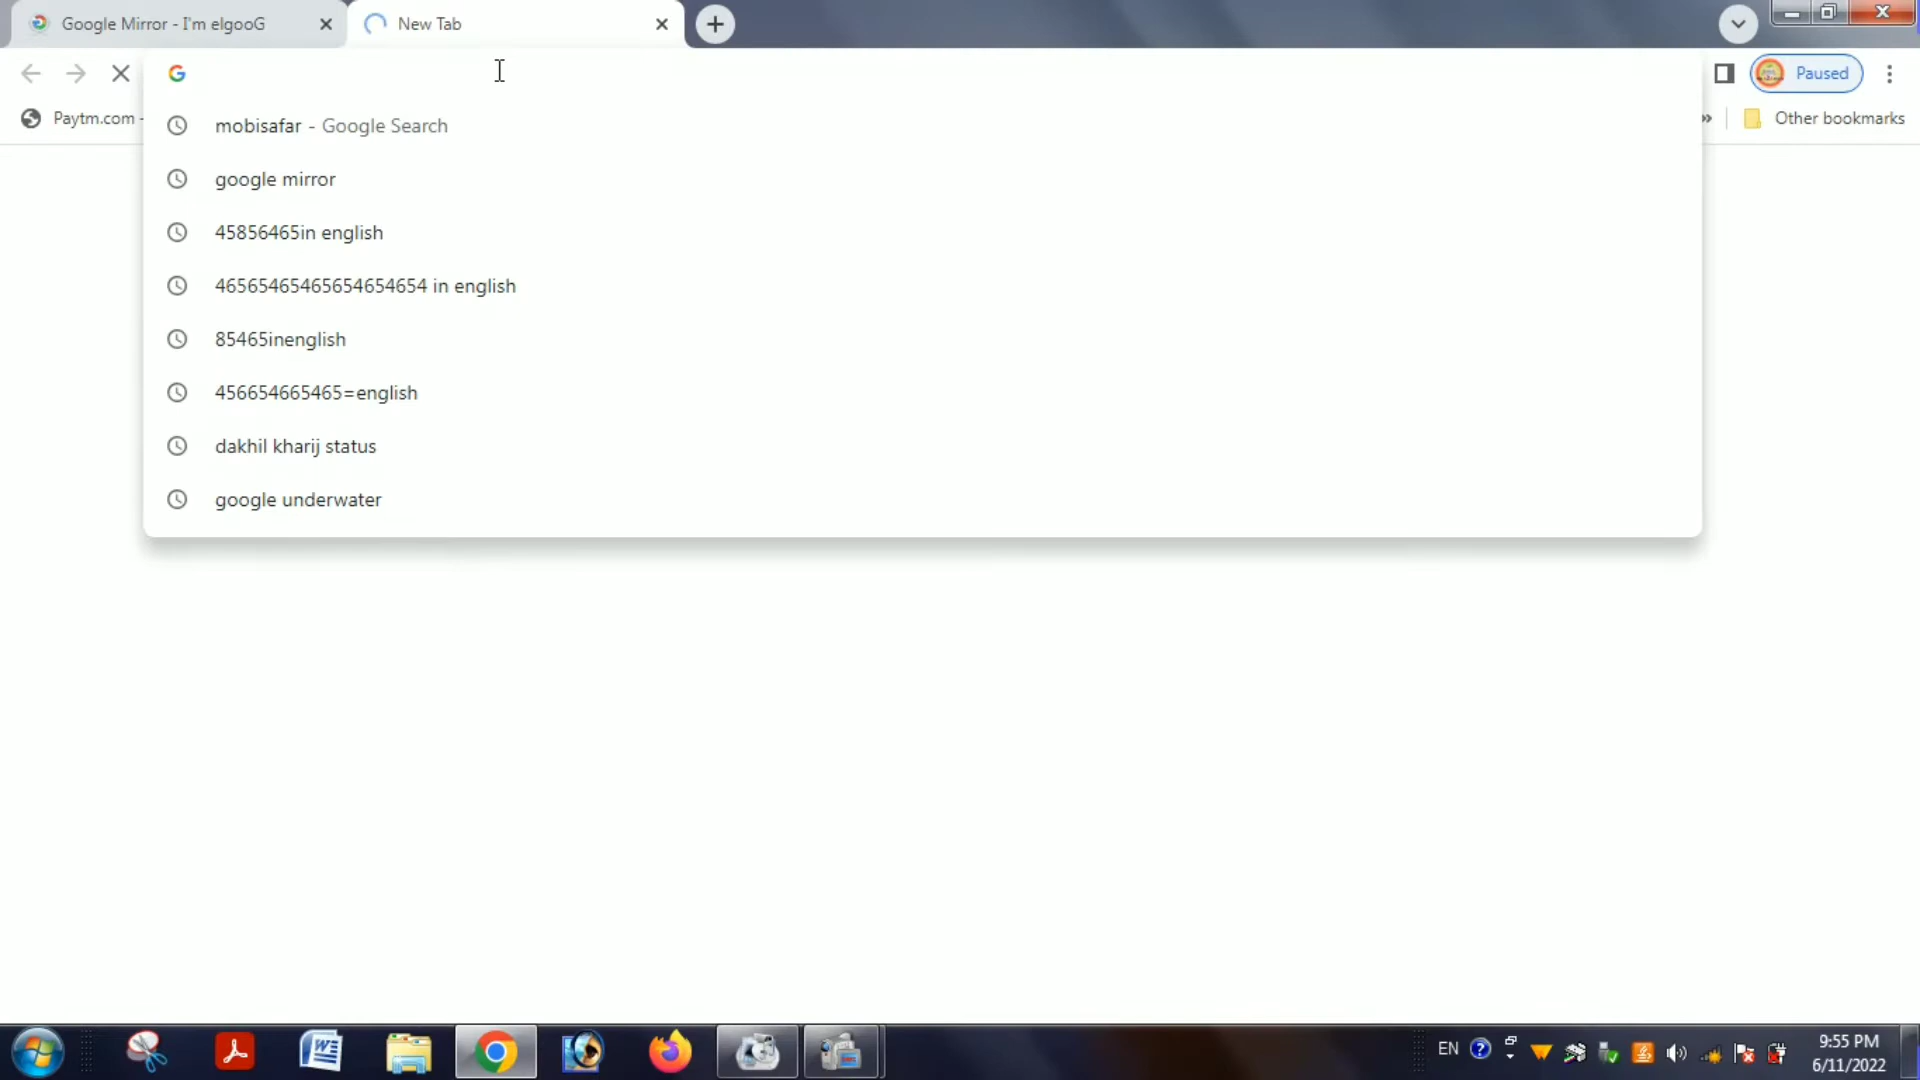 Google Mirror - I'm elgooG
New Tab
Paused
Paytm.com -
Other bookmarks
mobisafar - Google Search
google mirror
45856465in english
46565465465654654654 in english
85465inenglish
456654665465=english
dakhil kharij status
google underwater
EN
9:55 PM
6/11/2022